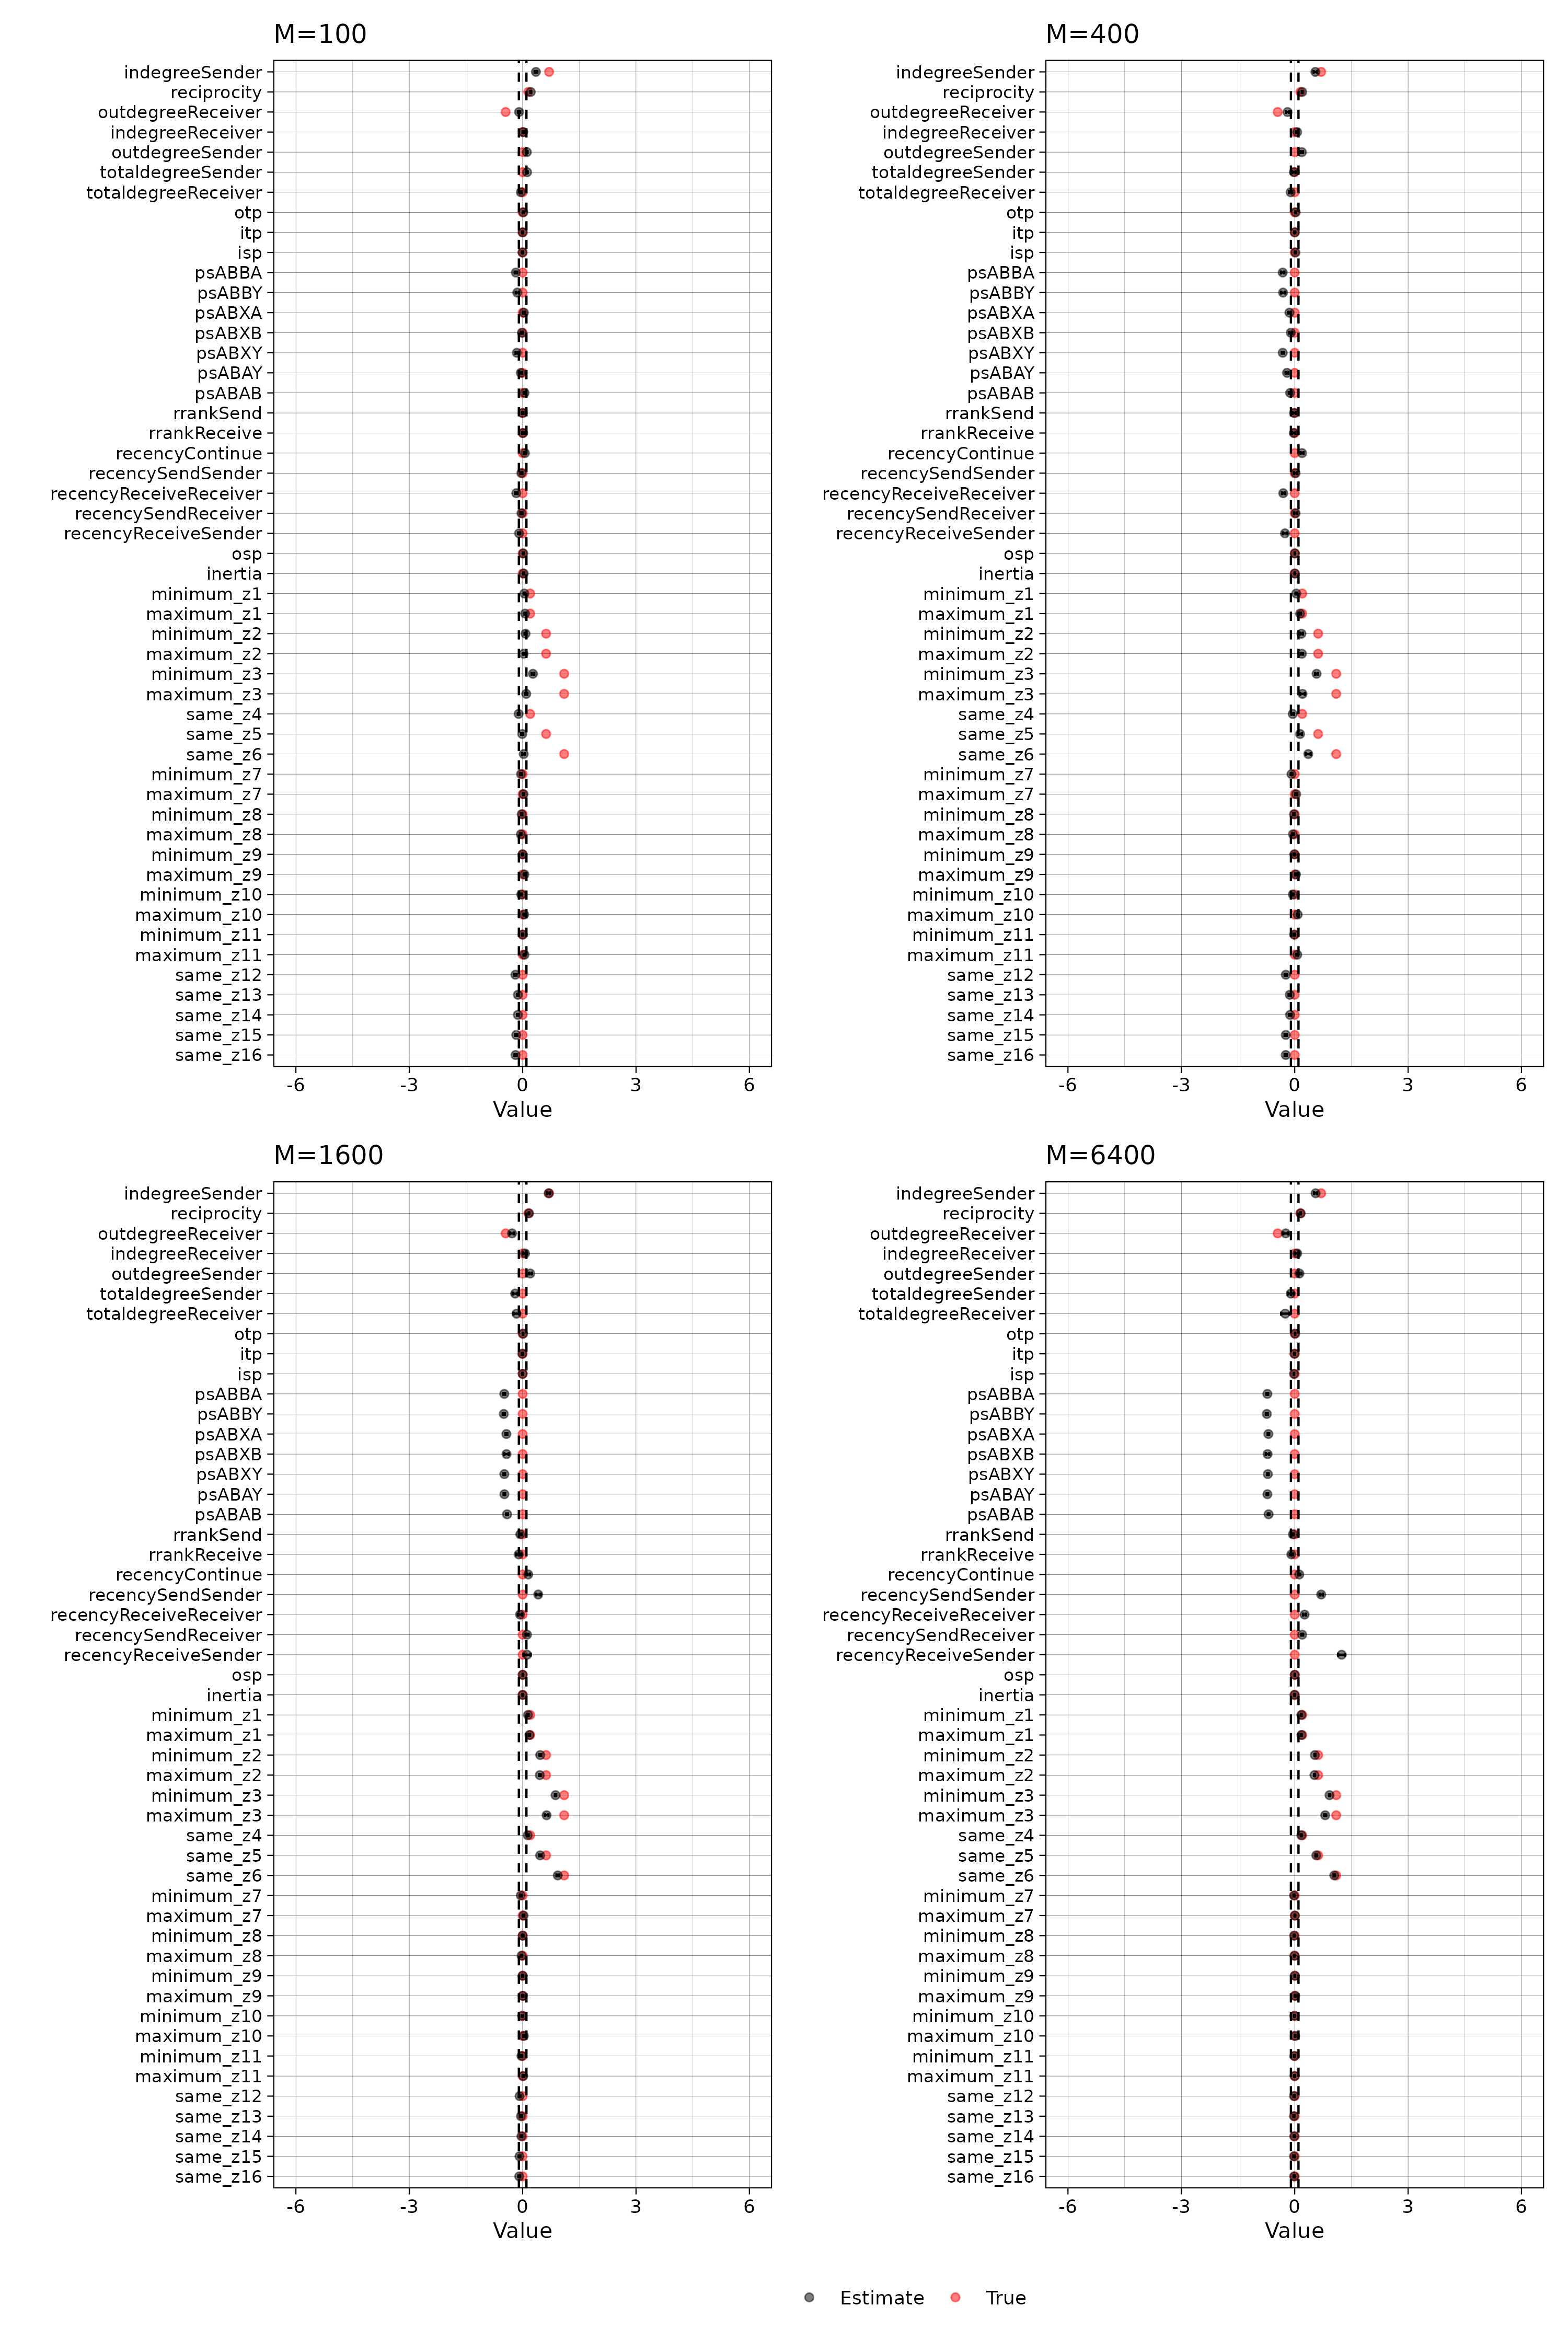 M=100
indegreeSender
reciprocity
outdegreeReceiver
indegreeReceiver
outdegreeSender
totaldegreeSender
totaldegreeReceiver
otp
itp
isp
psABBA
psABBY
psABXA
psABXB
psABXY
psABAY
psABAB
rrankSend
rrankReceive
recencyContinue
recencySendSender
recencyReceiveReceiver
recencySendReceiver
recencyReceiveSender
osp
inertia
minimum_z1
maximum_z1
minimum_z2
maximum_z2
minimum_z3
maximum_z3
same_z4
same_z5
same_z6
minimum_z7
maximum_z7
minimum_z8
maximum_z8
minimum_z9
maximum_z9
minimum_z10
maximum_z10
minimum_z11
maximum_z11
same_z12
same_z13
same_z14
same_z15
same_z16
-6 -3 0 3 6
Value
M=400
indegreeSender
reciprocity
outdegreeReceiver
indegreeReceiver
outdegreeSender
totaldegreeSender
totaldegreeReceiver
otp
itp
isp
psABBA
psABBY
psABXA
psABXB
psABXY
psABAY
psABAB
rrankSend
rrankReceive
recencyContinue
recencySendSender
recencyReceiveReceiver
recencySendReceiver
recencyReceiveSender
osp
inertia
minimum_z1
maximum_z1
minimum_z2
maximum_z2
minimum_z3
maximum_z3
same_z4
same_z5
same_z6
minimum_z7
maximum_z7
minimum_z8
maximum_z8
minimum_z9
maximum_z9
minimum_z10
maximum_z10
minimum_z11
maximum_z11
same_z12
same_z13
same_z14
same_z15
same_z16
-6 -3 0 3 6
Value
M=1600
indegreeSender
reciprocity
outdegreeReceiver
indegreeReceiver
outdegreeSender
totaldegreeSender
totaldegreeReceiver
otp
itp
isp
psABBA
psABBY
psABXA
psABXB
psABXY
psABAY
psABAB
rrankSend
rrankReceive
recencyContinue
recencySendSender
recencyReceiveReceiver
recencySendReceiver
recencyReceiveSender
osp
inertia
minimum_z1
maximum_z1
minimum_z2
maximum_z2
minimum_z3
maximum_z3
same_z4
same_z5
same_z6
minimum_z7
maximum_z7
minimum_z8
maximum_z8
minimum_z9
maximum_z9
minimum_z10
maximum_z10
minimum_z11
maximum_z11
same_z12
same_z13
same_z14
same_z15
same_z16
-6 -3 0 3 6
Value
M=6400
indegreeSender
reciprocity
outdegreeReceiver
indegreeReceiver
outdegreeSender
totaldegreeSender
totaldegreeReceiver
otp
itp
isp
psABBA
psABBY
psABXA
psABXB
psABXY
psABAY
psABAB
rrankSend
rrankReceive
recencyContinue
recencySendSender
recencyReceiveReceiver
recencySendReceiver
recencyReceiveSender
osp
inertia
minimum_z1
maximum_z1
minimum_z2
maximum_z2
minimum_z3
maximum_z3
same_z4
same_z5
same_z6
minimum_z7
maximum_z7
minimum_z8
maximum_z8
minimum_z9
maximum_z9
minimum_z10
maximum_z10
minimum_z11
maximum_z11
same_z12
same_z13
same_z14
same_z15
same_z16
-6 -3 0 3 6
Value
Estimate True